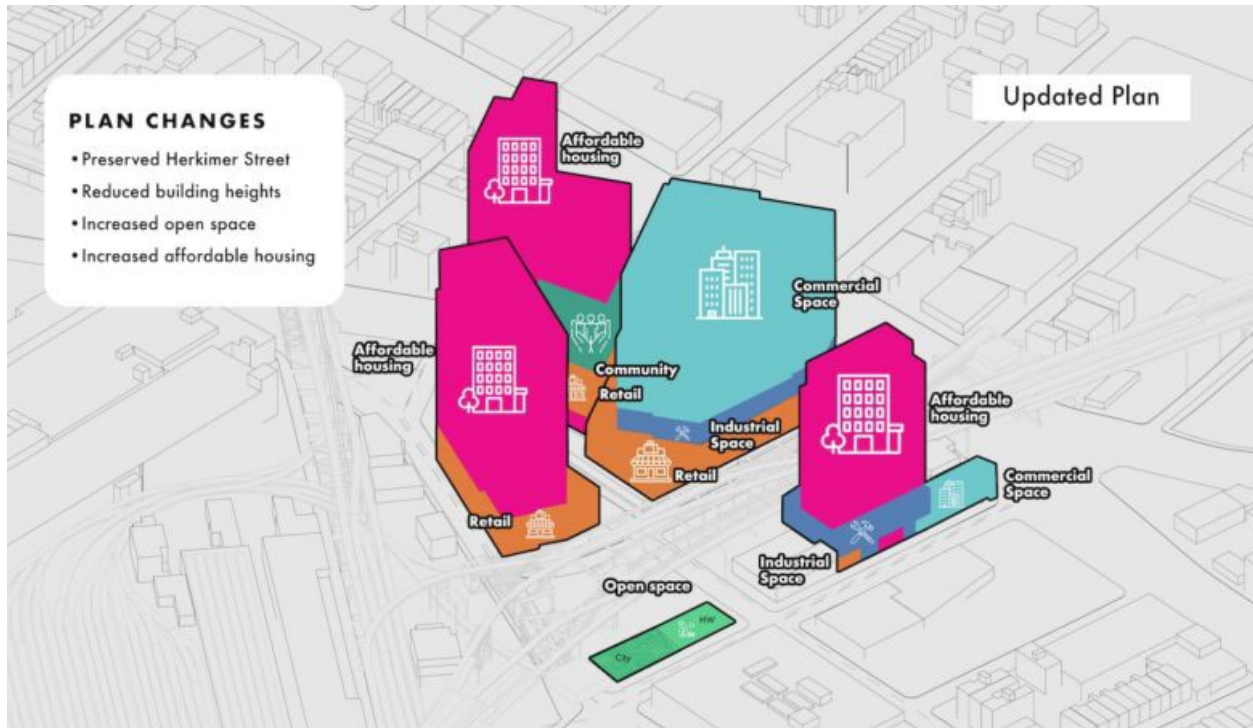 PLAN CHANGES
•Preserved Herkimer Street
•Reduced building heights
•Increased open space
•Increased affordable housing
Updated Plan
Affordable
housing
Commercial
Space
Affordable
housing
Community
Retail
Industrial
Space
Retail
Affordable
housing
Retail
Commercial
Space
Industrial
Space
Open space
HW
City